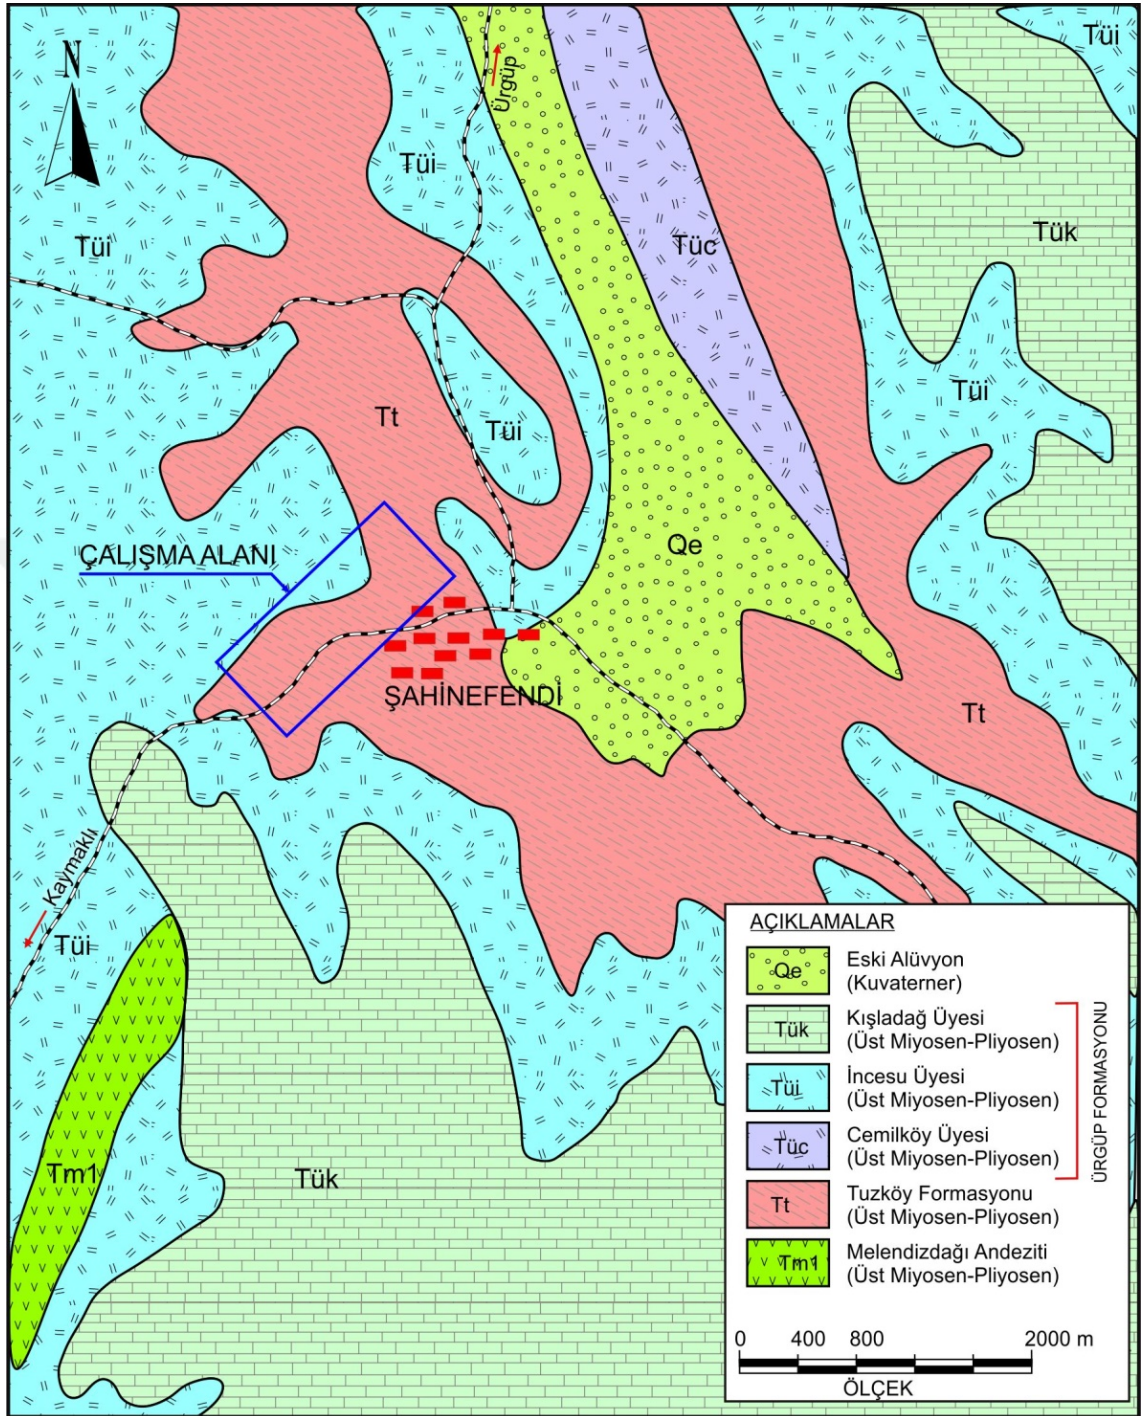 N
Ürgüp
Tüi
Tüi
Tüi
Tüc
Tük
Tüi
Tt
Tüi
Qe
ÇALIŞMA ALANI
ŞAHİNEFENDİ
Tt
Kaymaklı
Tüi
Tm1
Tük
AÇIKLAMALAR
Qe
Eski Alüvyon
(Kuvaterner)
Tük
Kışladağ Üyesi
(Üst Miyosen-Pliyosen)
Tüi
İncesu Üyesi
(Üst Miyosen-Pliyosen)
Tüc
Cemilköy Üyesi
(Üst Miyosen-Pliyosen)
ÜRGÜP FORMASYONU
Tt
Tuzköy Formasyonu
(Üst Miyosen-Pliyosen)
Tm1
Melendizdağı Andeziti
(Üst Miyosen-Pliyosen)
0 400 800 2000 m
ÖLÇEK